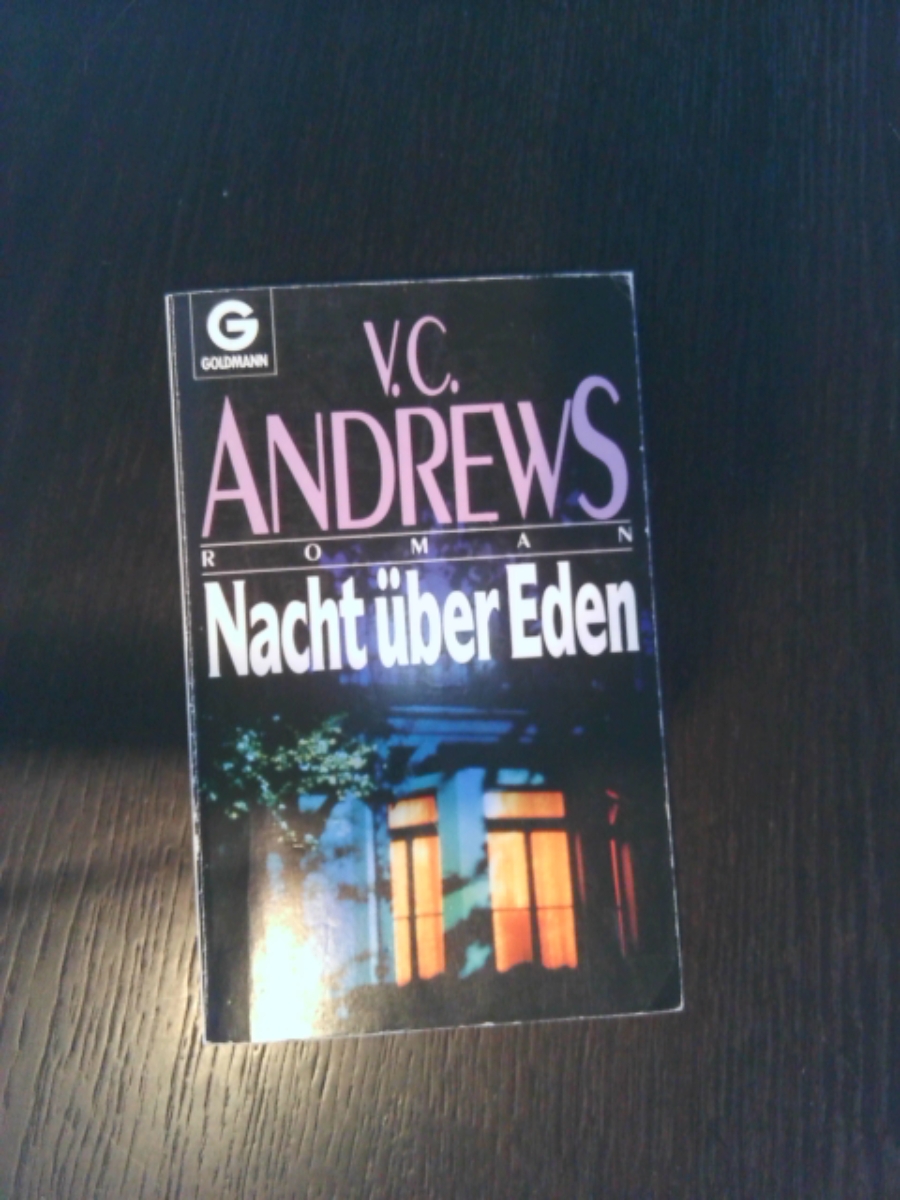 G
GOLDMANN
V.C.
ANDREWS
ROMAN
Nacht über Eden